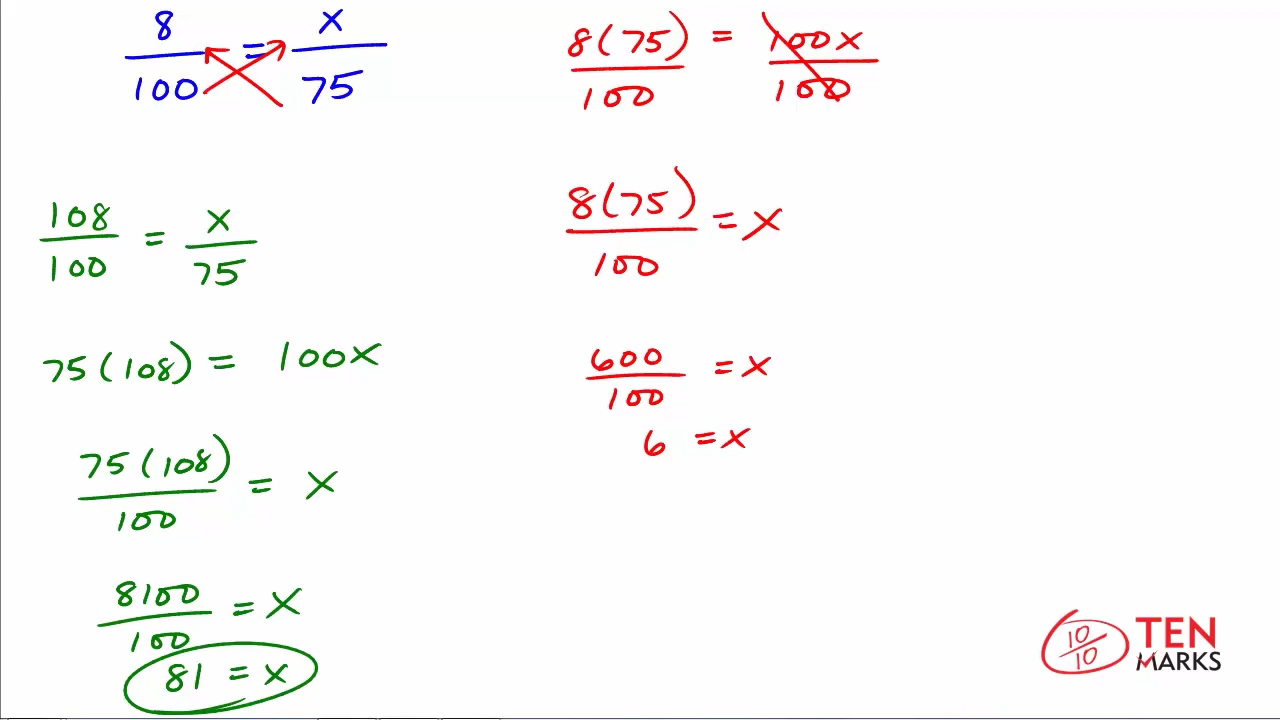 8/100 = x/75
108/100 = x/75
75(108) = 100x
75(108)/100 = x
8100/100 = x
81 = x
8(75)/100 = 100x/100
8(75)/100 = x
600/100 = x
6 = x
10/10
TEN
MARKS